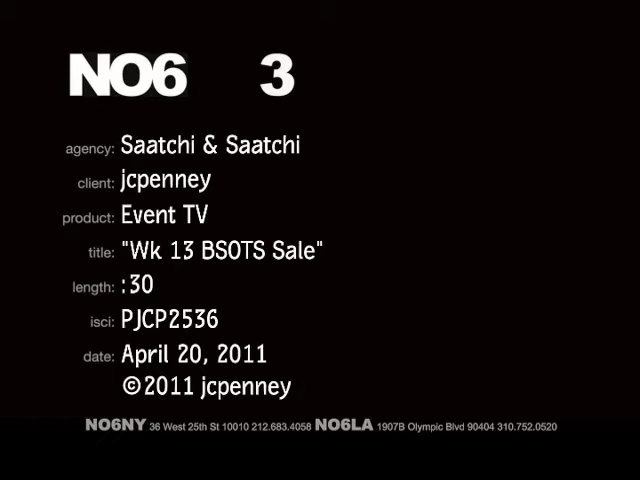 NO6 3
agency: Saatchi & Saatchi
client: jcpenney
product: Event TV
title: "Wk 13 BSOTS Sale"
length: :30
isci: PJCP2536
date: April 20, 2011
©2011 jcpenney
NO6NY 36 West 25th St 10010 212.683.4058 NO6LA 1907B Olympic Blvd 90404 310.752.0520